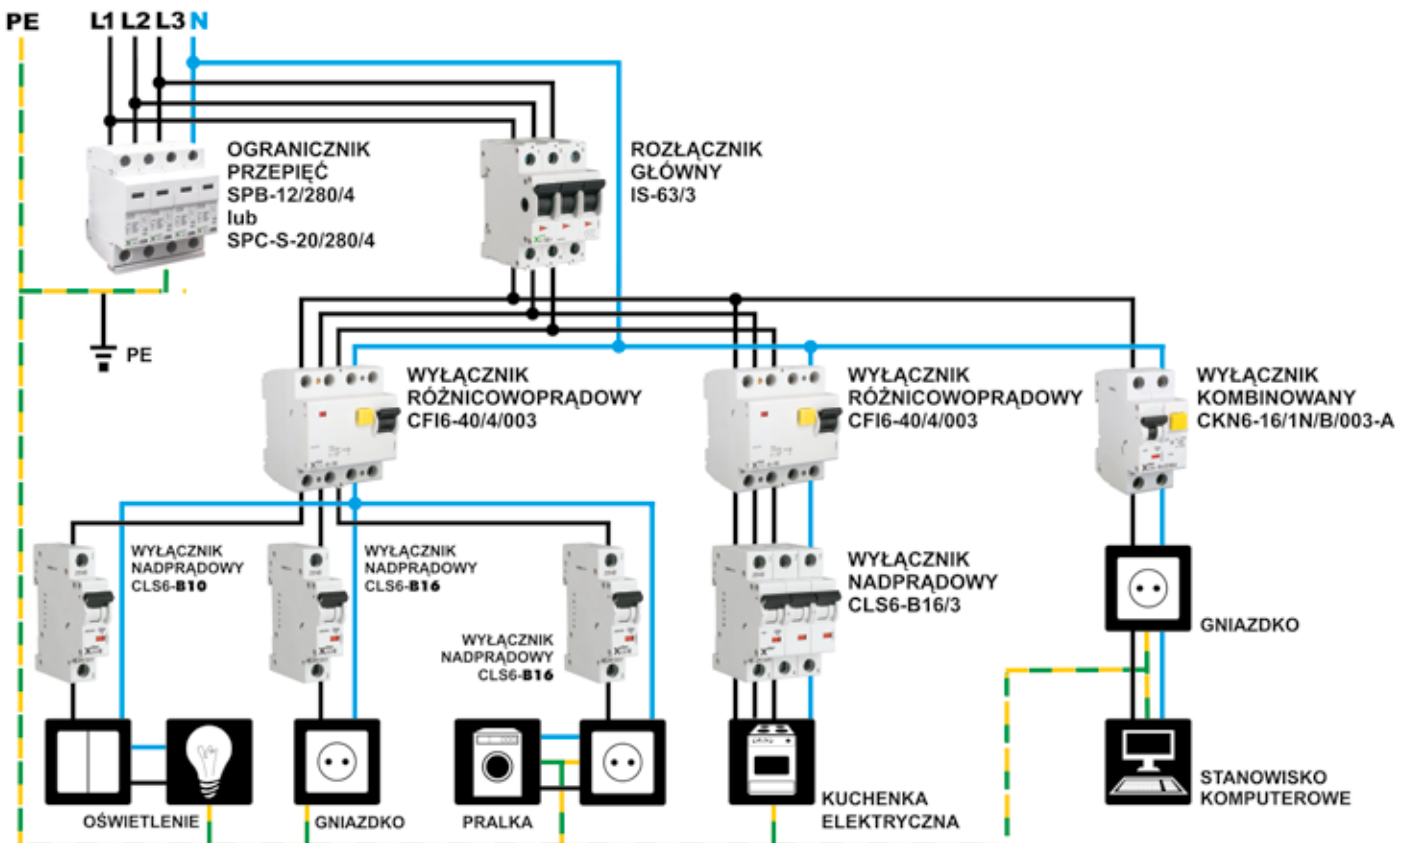 PE
L1 L2 L3 N
OGRANICZNIK
PRZEPIĘĆ
SPB-12/280/4
lub
SPC-S-20/280/4
ROZŁĄCZNIK
GŁÓWNY
IS-63/3
PE
WYŁĄCZNIK
RÓŻNICOWOPRĄDOWY
CFI6-40/4/003
WYŁĄCZNIK
RÓŻNICOWOPRĄDOWY
CFI6-40/4/003
WYŁĄCZNIK
KOMBINOWANY
CKN6-16/1N/B/003-A
WYŁĄCZNIK
NADPRĄDOWY
CLS6-B10
WYŁĄCZNIK
NADPRĄDOWY
CLS6-B16
WYŁĄCZNIK
NADPRĄDOWY
CLS6-B16
WYŁĄCZNIK
NADPRĄDOWY
CLS6-B16/3
GNIAZDKO
OŚWIETLENIE
GNIAZDKO
PRALKA
KUCHENKA
ELEKTRYCZNA
STANOWISKO
KOMPUTEROWE